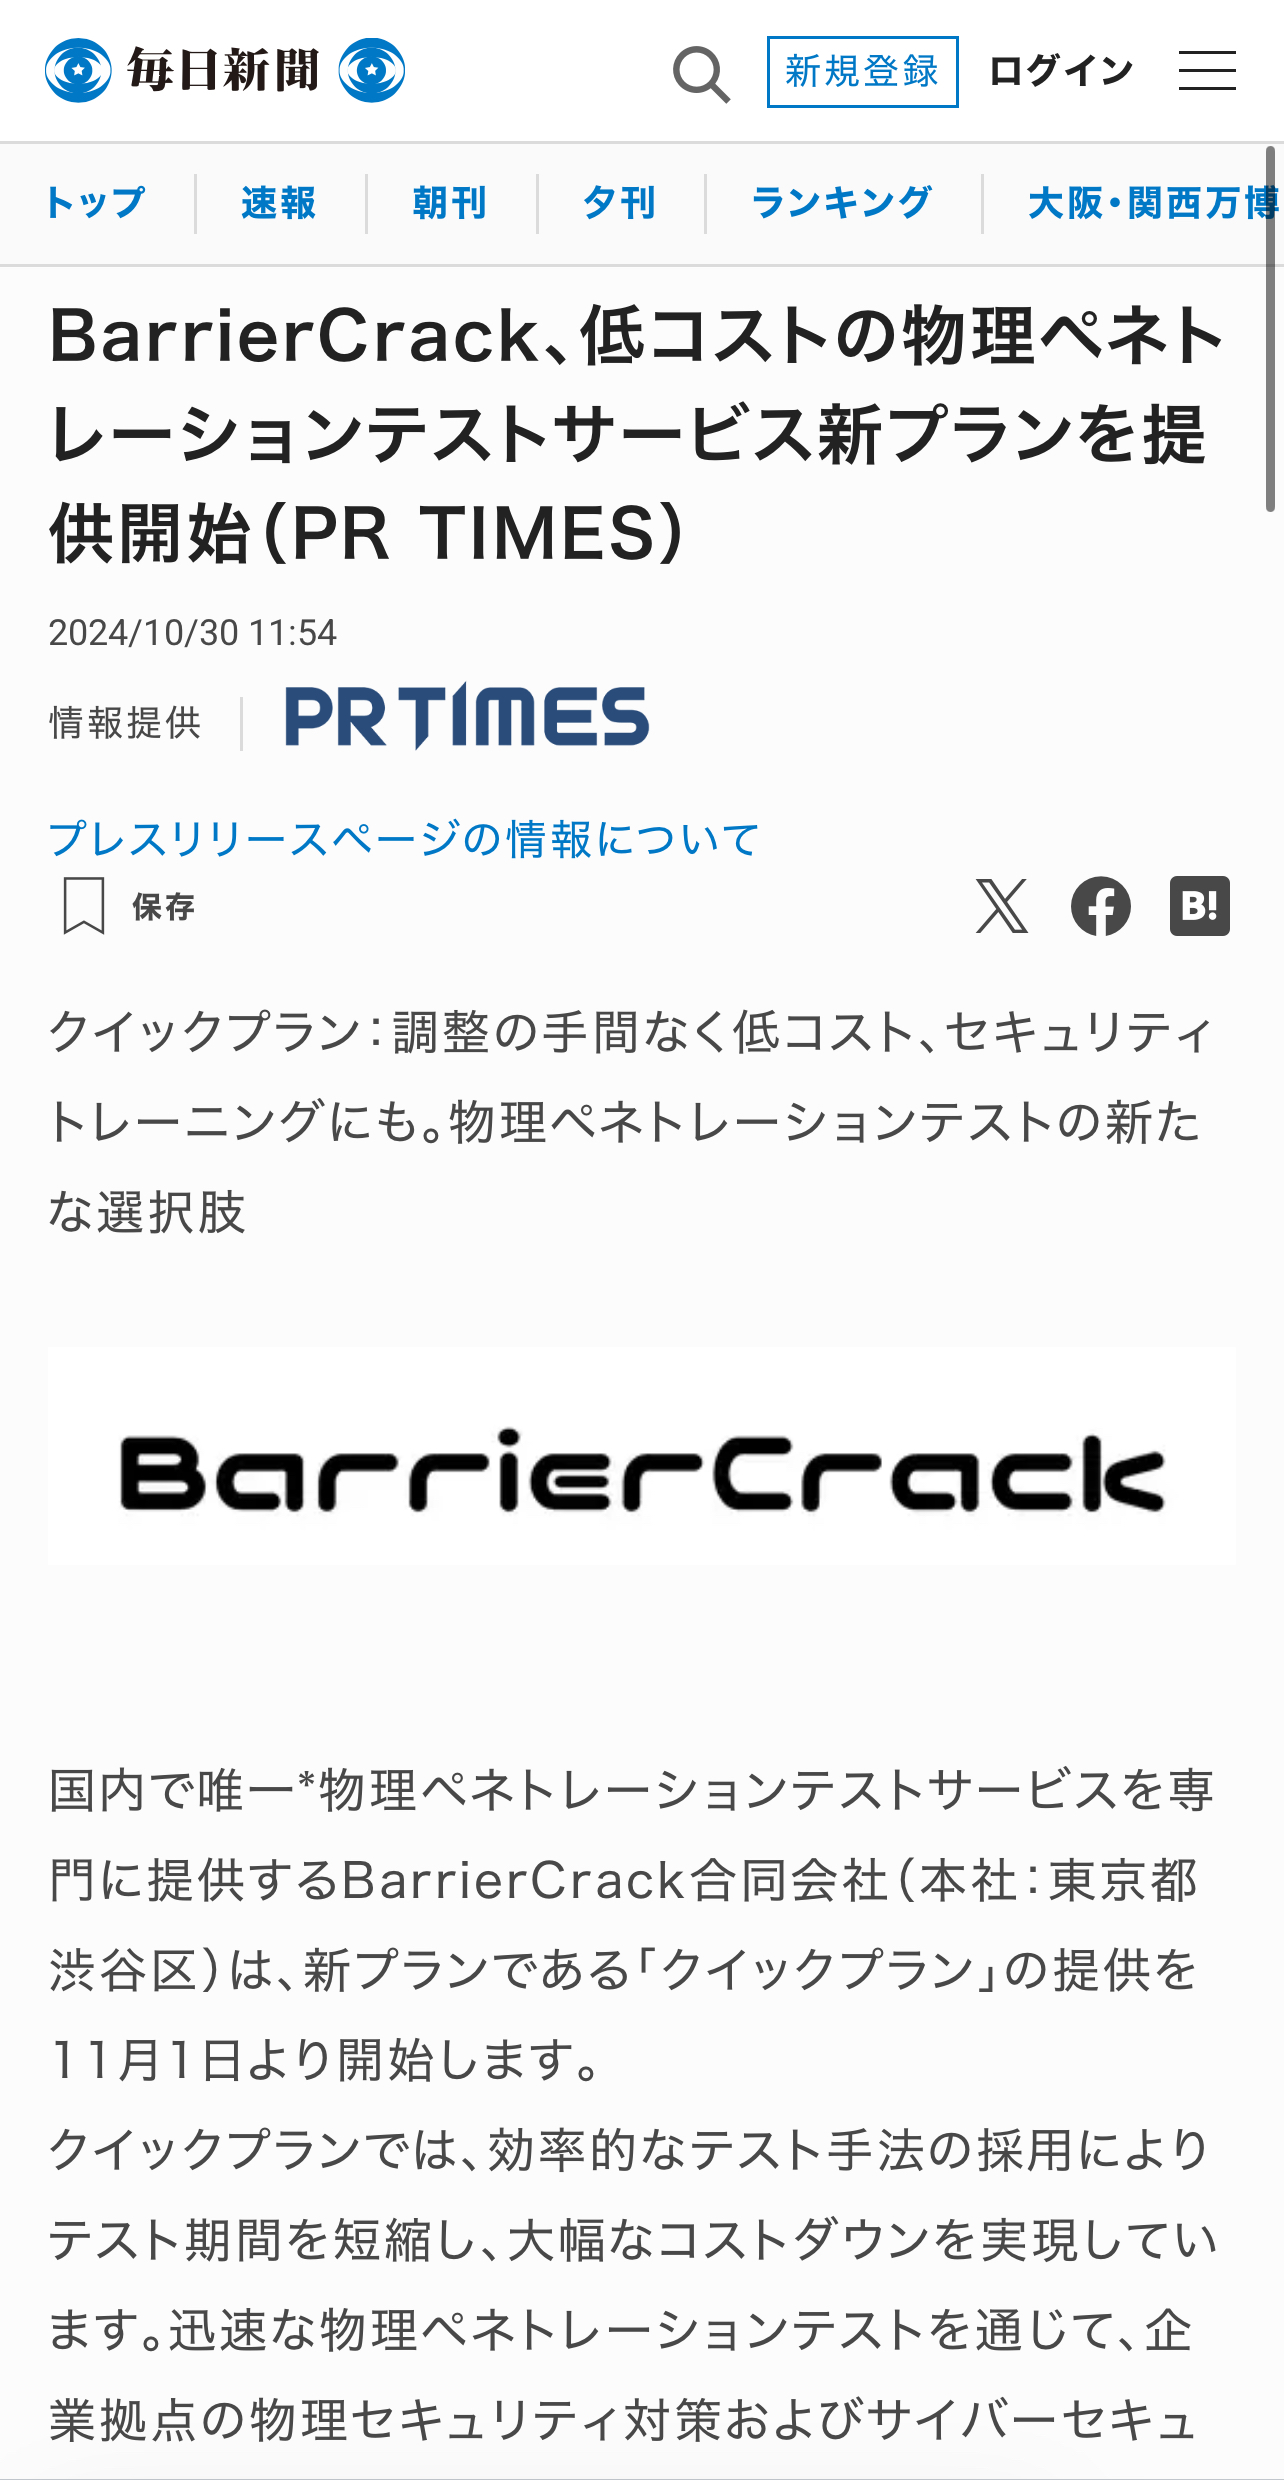 毎日新聞
新規登録
ログイン
トップ
速報
朝刊
夕刊
ランキング
大阪・関西万博
BarrierCrack、低コストの物理ペネト
レーションテストサービス新プランを提
供開始（PR TIMES）
2024/10/30 11:54
情報提供
PR TIMES
プレスリリースページの情報について
保存
B!
クイックプラン：調整の手間なく低コスト、セキュリティ
トレーニングにも。物理ペネトレーションテストの新た
な選択肢
BarrierCrack
国内で唯一*物理ペネトレーションテストサービスを専
門に提供するBarrierCrack合同会社（本社：東京都
渋谷区）は、新プランである「クイックプラン」の提供を
11月1日より開始します。
クイックプランでは、効率的なテスト手法の採用により
テスト期間を短縮し、大幅なコストダウンを実現してい
ます。迅速な物理ペネトレーションテストを通じて、企
業拠点の物理セキュリティ対策およびサイバーセキュ